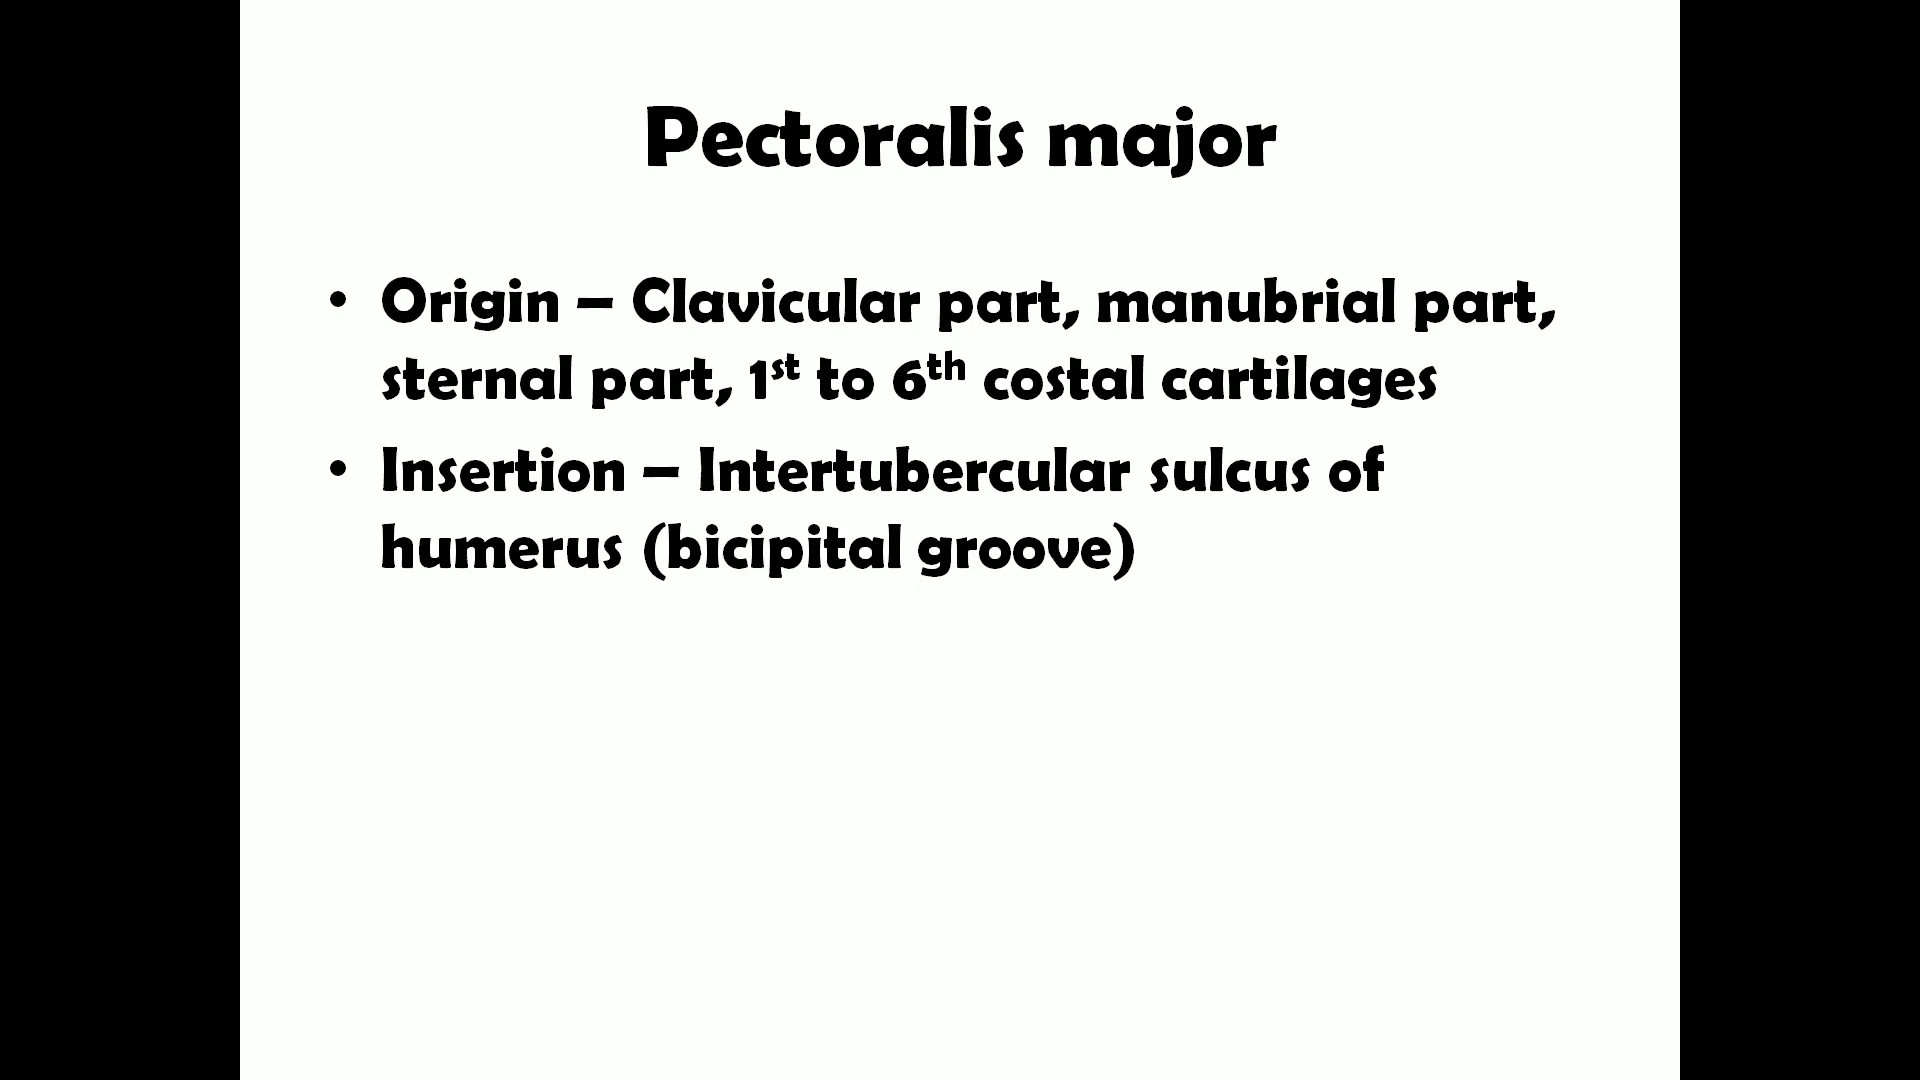 Pectoralis major
• Origin – Clavicular part, manubrial part,
sternal part, 1st to 6th costal cartilages
• Insertion – Intertubercular sulcus of
humerus (bicipital groove)